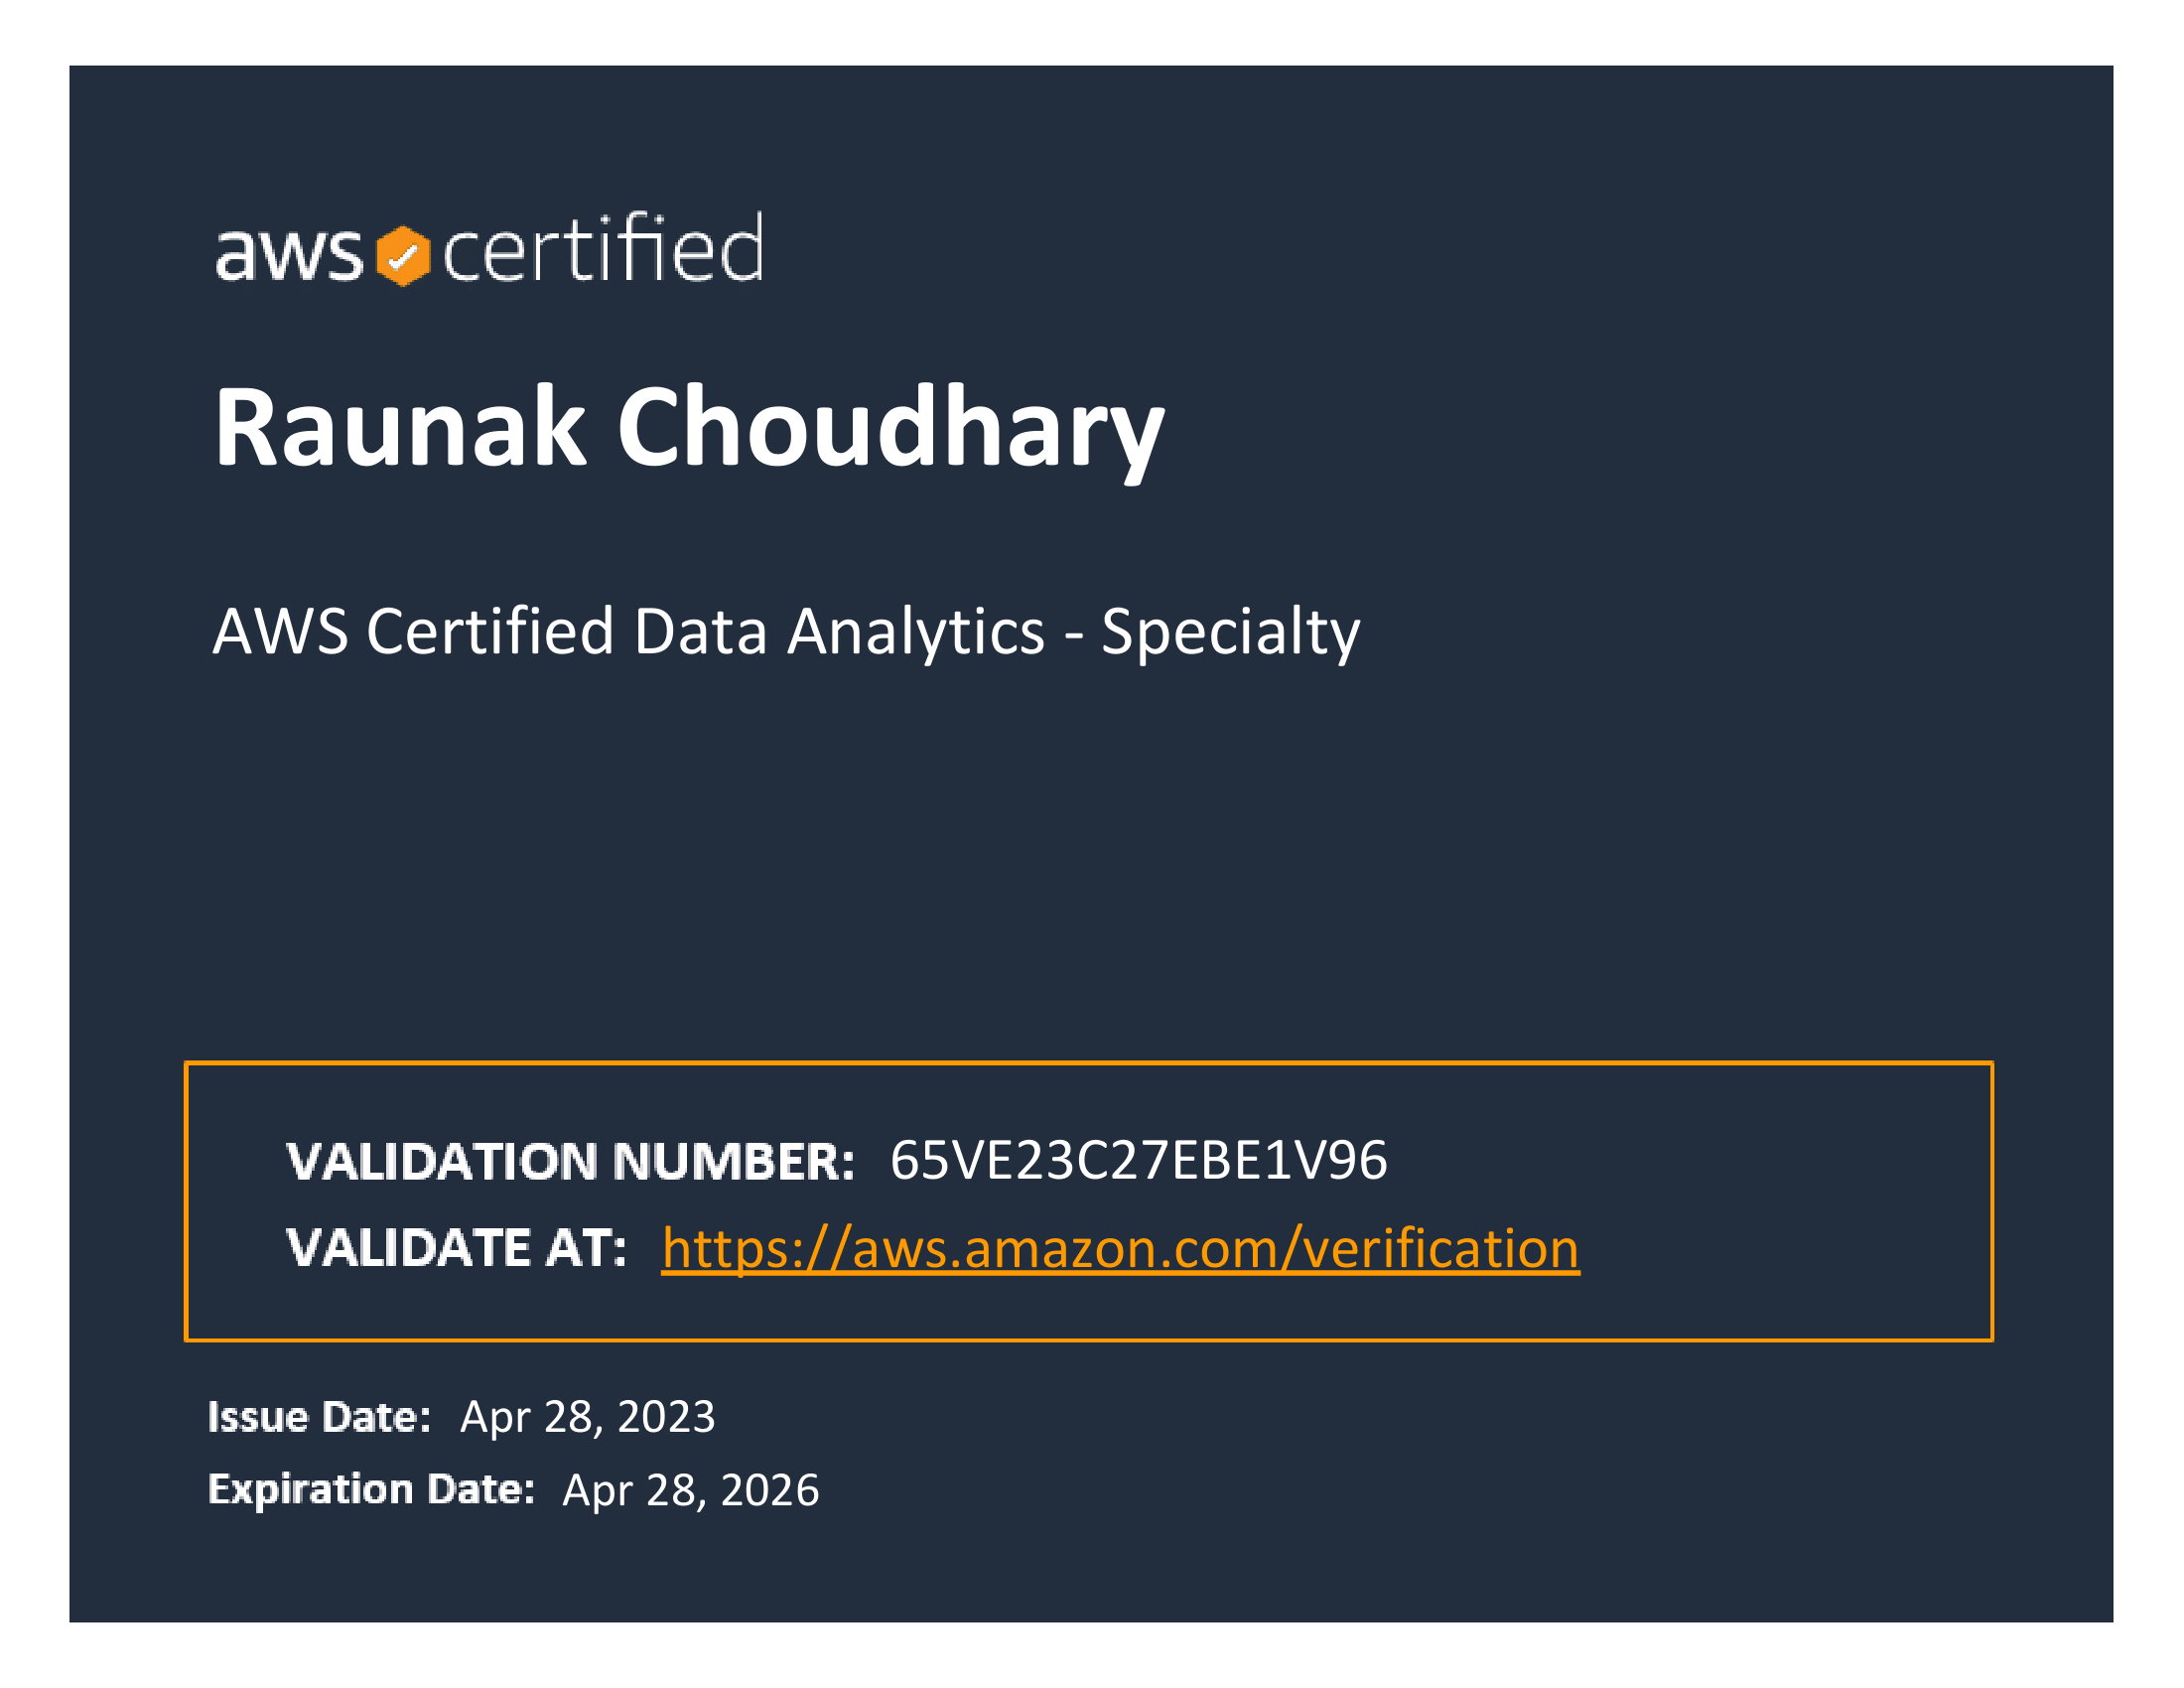 aws certified
Raunak Choudhary
AWS Certified Data Analytics - Specialty
VALIDATION NUMBER: 65VE23C27EBE1V96
VALIDATE AT: https://aws.amazon.com/verification
Issue Date: Apr 28, 2023
Expiration Date: Apr 28, 2026